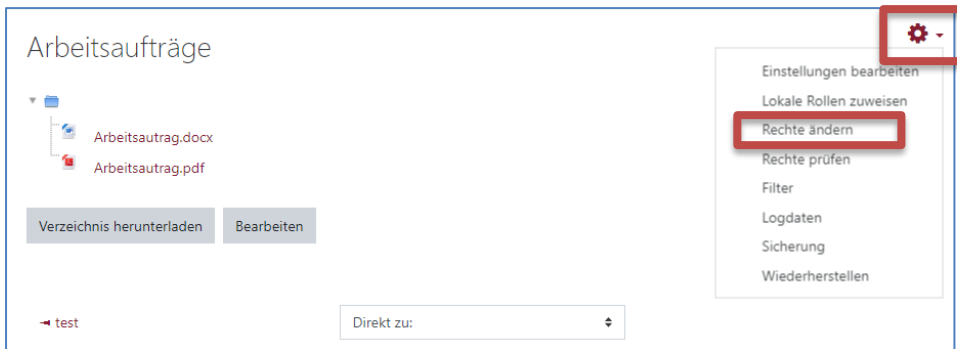 Arbeitsaufträge
Arbeitsautrag.docx
Arbeitsautrag.pdf
Verzeichnis herunterladen
Bearbeiten
Einstellungen bearbeiten
Lokale Rollen zuweisen
Rechte ändern
Rechte prüfen
Filter
Logdaten
Sicherung
Wiederherstellen
test
Direkt zu: